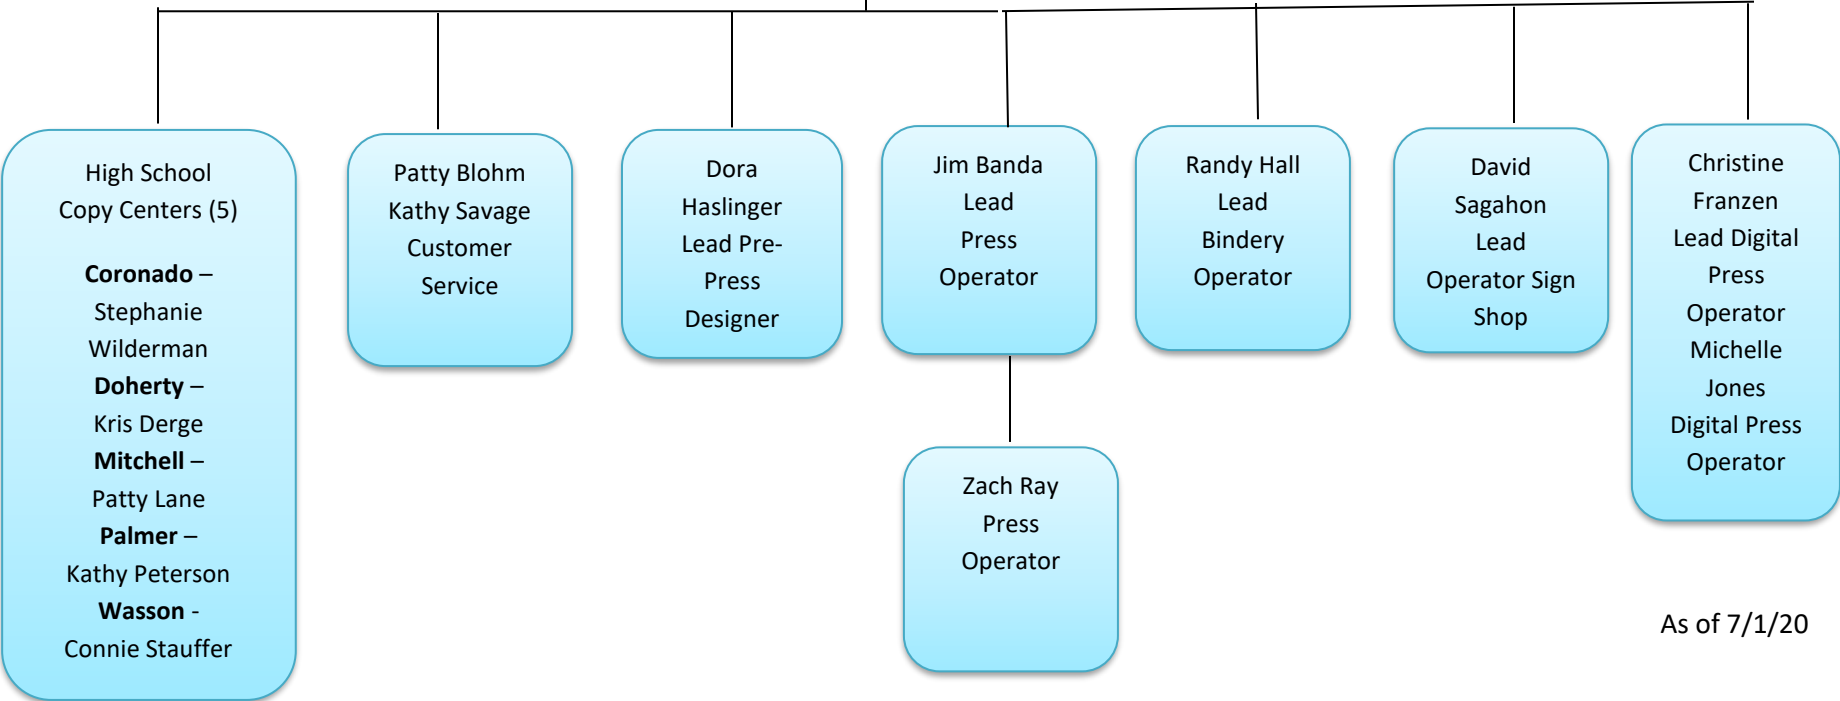 High School
Copy Centers (5)
Coronado –
Stephanie
Wilderman
Doherty –
Kris Derge
Mitchell –
Patty Lane
Palmer –
Kathy Peterson
Wasson -
Connie Stauffer
Patty Blohm
Kathy Savage
Customer
Service
Dora
Haslinger
Lead Pre-
Press
Designer
Jim Banda
Lead
Press
Operator
Randy Hall
Lead
Bindery
Operator
David
Sagahon
Lead
Operator Sign
Shop
Christine
Franzen
Lead Digital
Press
Operator
Michelle
Jones
Digital Press
Operator
Zach Ray
Press
Operator
As of 7/1/20